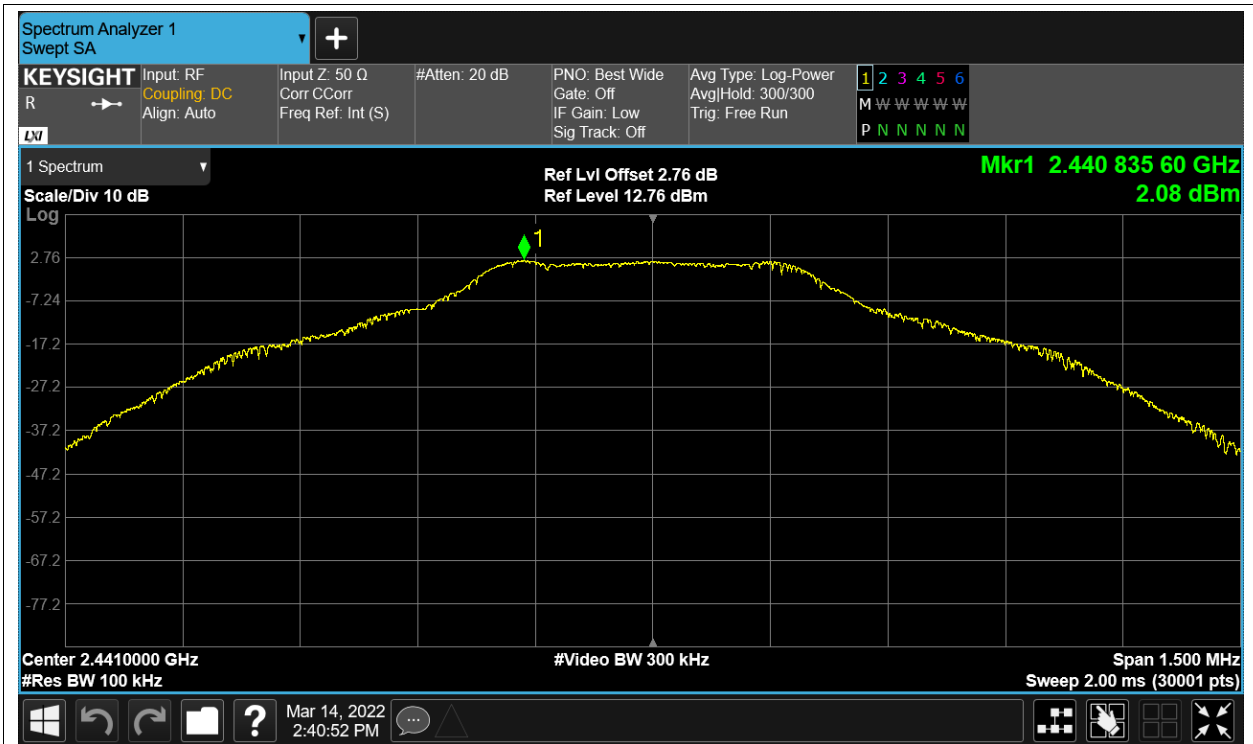 Spectrum Analyzer 1
Swept SA
KEYSIGHT
R
LXI
Input: RF
Coupling: DC
Align: Auto
Input Z: 50 Ω
Corr CCorr
Freq Ref: Int (S)
#Atten: 20 dB
PNO: Best Wide
Gate: Off
IF Gain: Low
Sig Track: Off
Avg Type: Log-Power
Avg|Hold: 300/300
Trig: Free Run
1 2 3 4 5 6
M W W W W W W
P N N N N N
1 Spectrum
Scale/Div 10 dB
Log
Ref Lvl Offset 2.76 dB
Ref Level 12.76 dBm
Mkr1 2.440 835 60 GHz
2.08 dBm
1
2.76
-7.24
-17.2
-27.2
-37.2
-47.2
-57.2
-67.2
-77.2
Center 2.4410000 GHz
#Res BW 100 kHz
#Video BW 300 kHz
Span 1.500 MHz
Sweep 2.00 ms (30001 pts)
?
Mar 14, 2022
2:40:52 PM